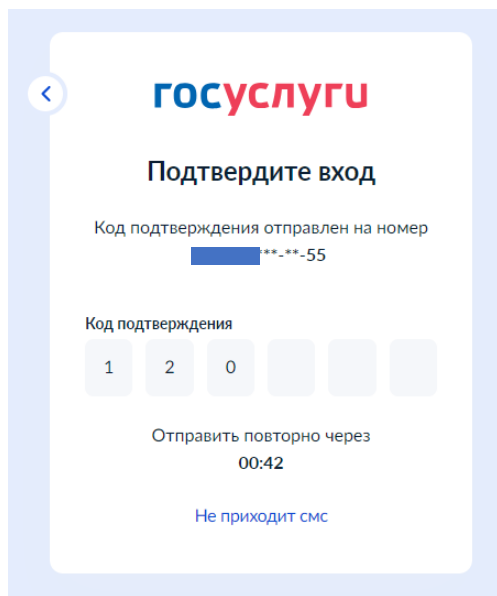 госуслуги
Подтвердите вход
Код подтверждения отправлен на номер
***-**-55
Код подтверждения
1 2 0
Отправить повторно через
00:42
Не приходит смс